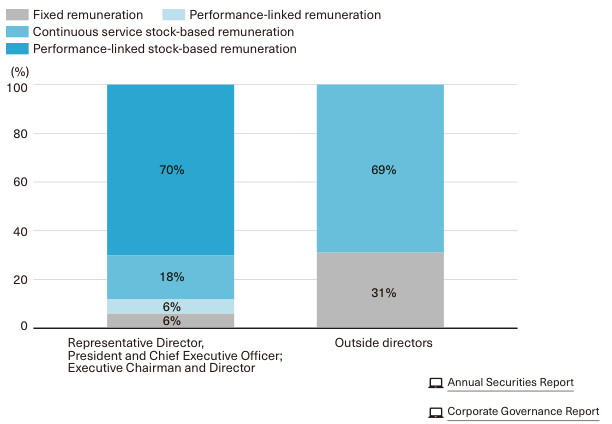 Fixed remuneration
Performance-linked remuneration
Continuous service stock-based remuneration
Performance-linked stock-based remuneration
(%)
100
80
60
40
20
0
70%
18%
6%
6%
69%
31%
Representative Director,
President and Chief Executive Officer;
Executive Chairman and Director
Outside directors
Annual Securities Report
Corporate Governance Report